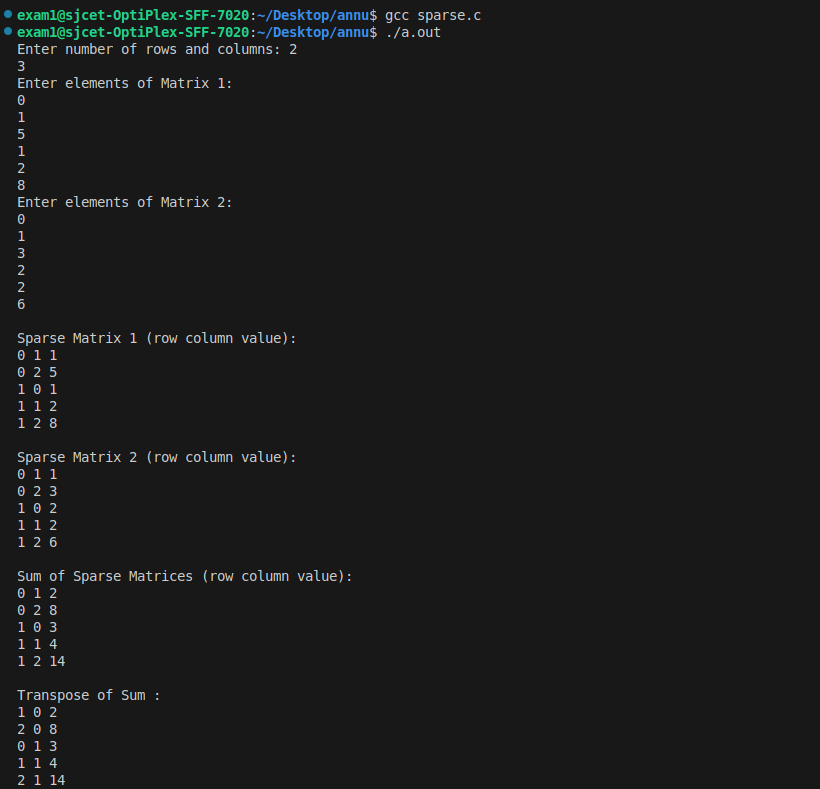 exam1@sjcet-OptiPlex-SFF-7020:~/Desktop/annu$ gcc sparse.c
exam1@sjcet-OptiPlex-SFF-7020:~/Desktop/annu$ ./a.out
Enter number of rows and columns: 2
3
Enter elements of Matrix 1:
0
1
5
1
2
8
Enter elements of Matrix 2:
0
1
3
2
2
6
Sparse Matrix 1 (row column value):
0 1 1
0 2 5
1 0 1
1 1 2
1 2 8
Sparse Matrix 2 (row column value):
0 1 1
0 2 3
1 0 2
1 1 2
1 2 6
Sum of Sparse Matrices (row column value):
0 1 2
0 2 8
1 0 3
1 1 4
1 2 14
Transpose of Sum :
1 0 2
2 0 8
0 1 3
1 1 4
2 1 14